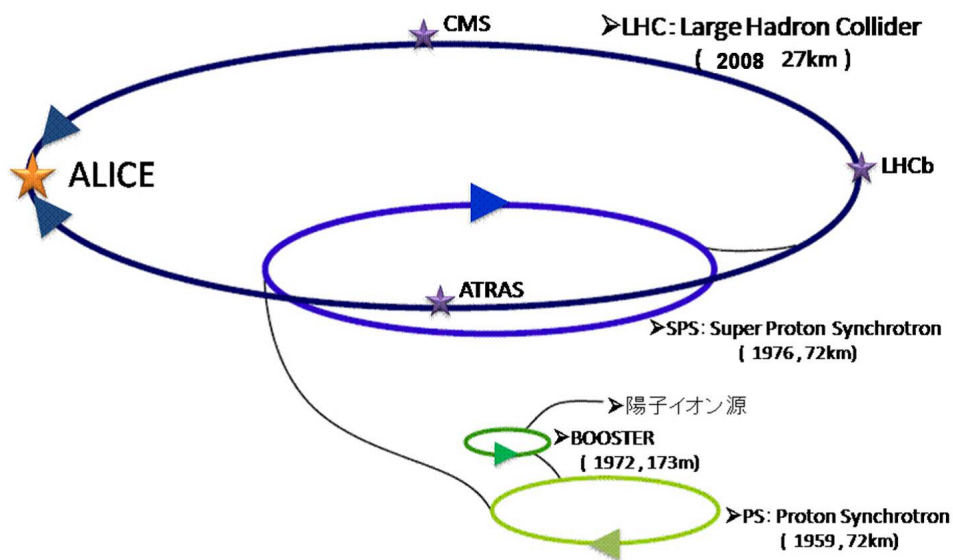 CMS
➤LHC: Large Hadron Collider
( 2008 27km )
ALICE
LHCb
ATRAS
➤SPS: Super Proton Synchrotron
( 1976 , 72km)
➤陽子イオン源
➤BOOSTER
( 1972 , 173m)
➤PS: Proton Synchrotron
(1959 , 72km)